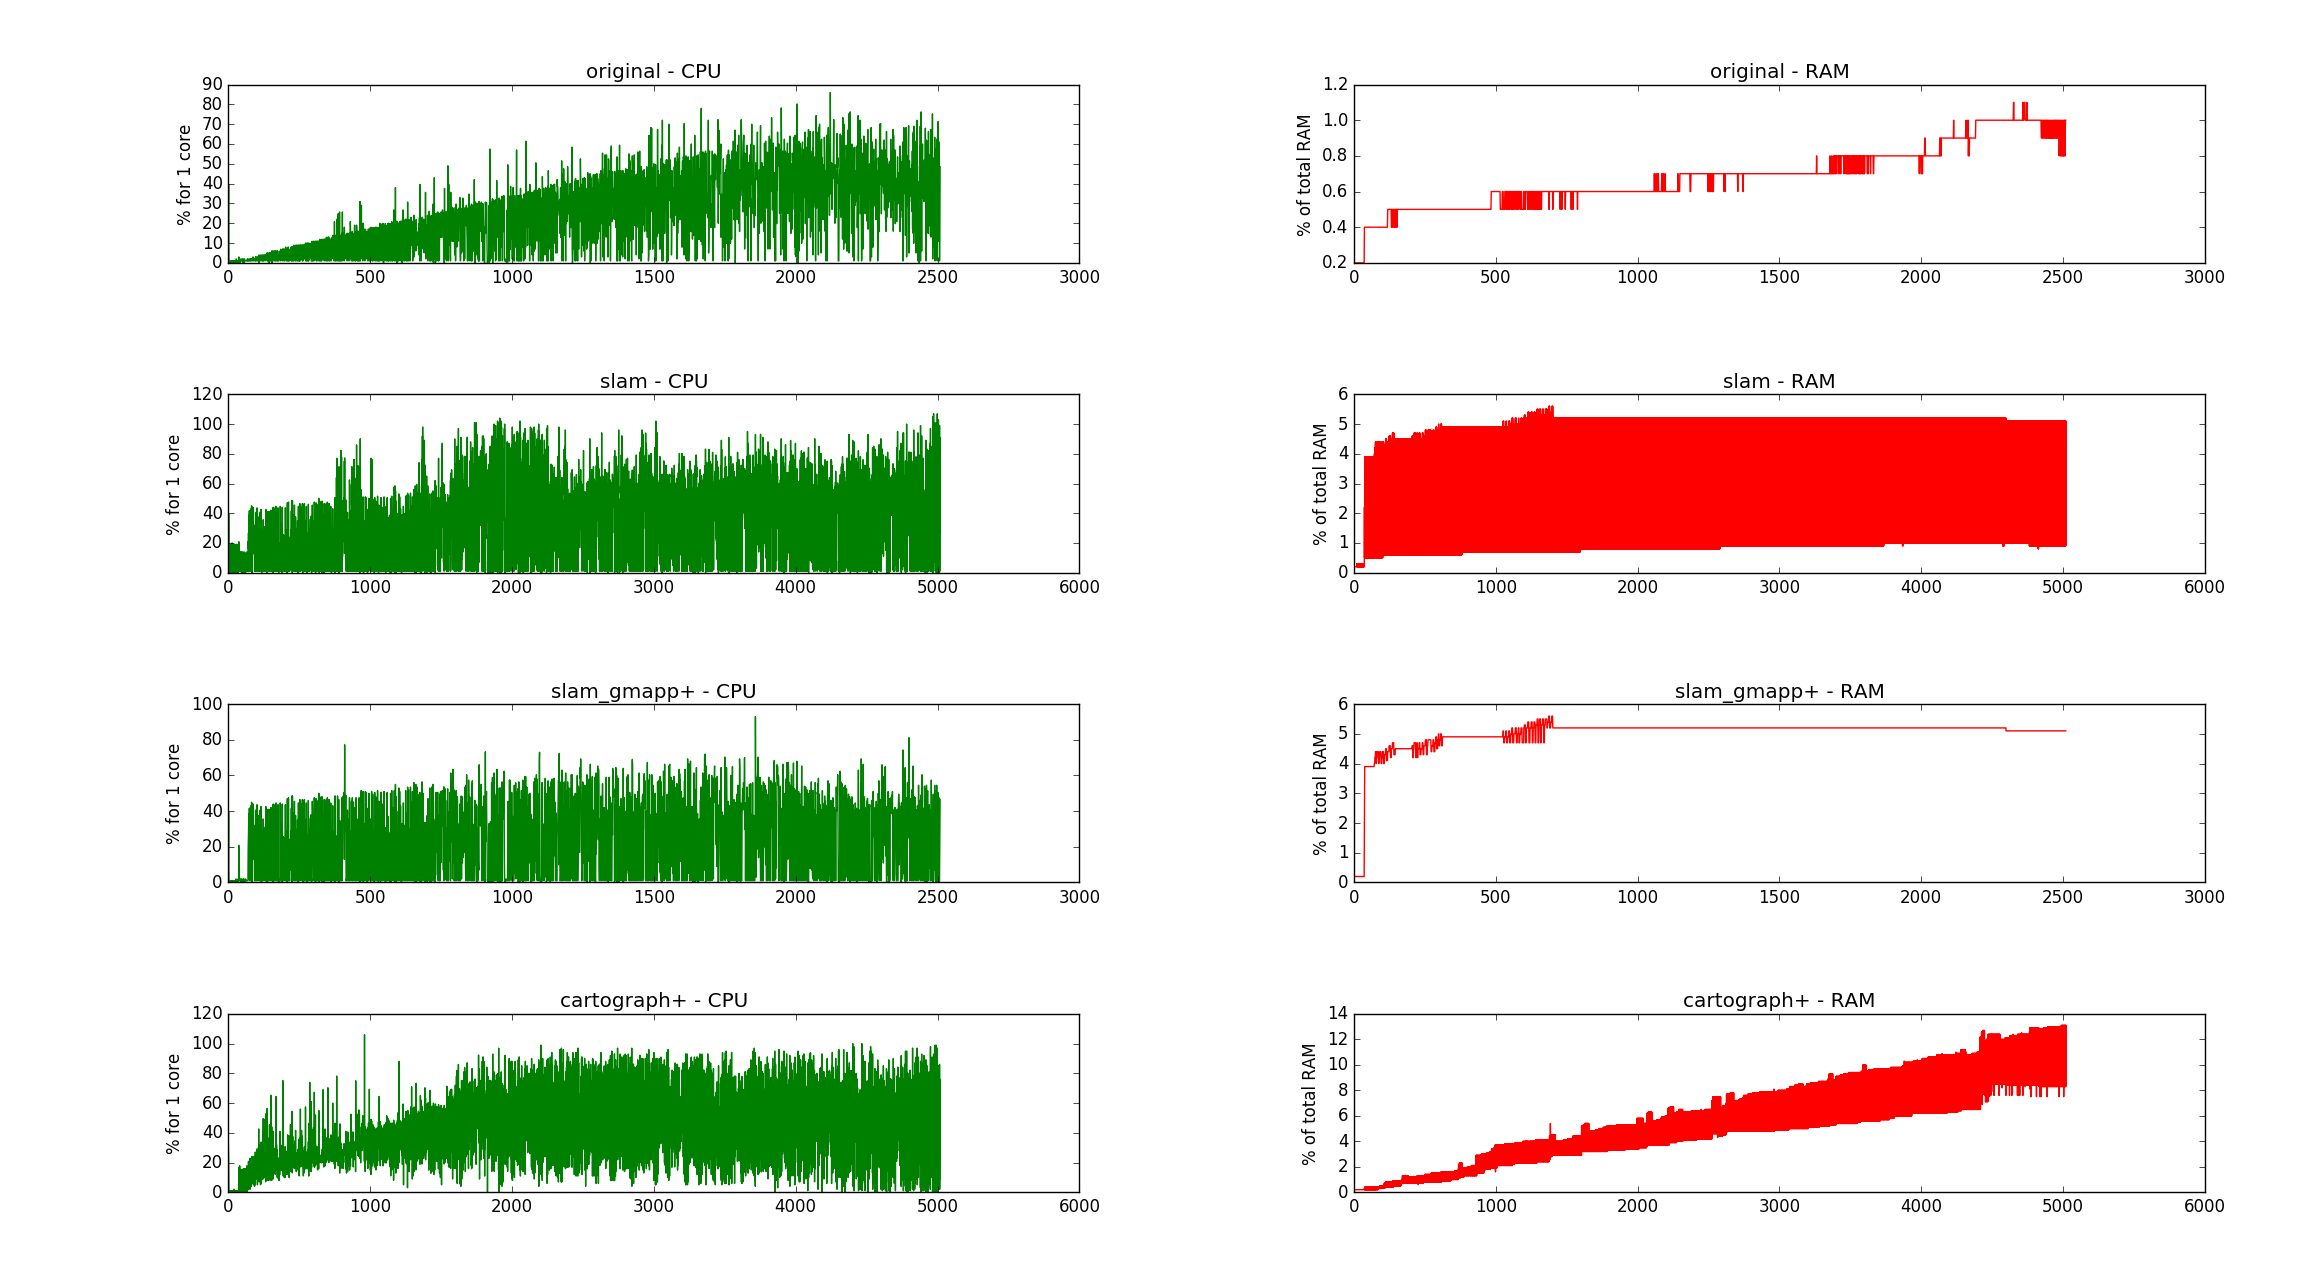 original - CPU
% for 1 core
90
80
70
60
50
40
30
20
10
0
0 500 1000 1500 2000 2500 3000
original - RAM
% of total RAM
1.2
1.0
0.8
0.6
0.4
0.2
0 500 1000 1500 2000 2500 3000
slam - CPU
% for 1 core
120
100
80
60
40
20
0
0 1000 2000 3000 4000 5000 6000
slam - RAM
% of total RAM
6
5
4
3
2
1
0
0 1000 2000 3000 4000 5000 6000
slam_gmapp+ - CPU
% for 1 core
100
80
60
40
20
0
0 500 1000 1500 2000 2500 3000
slam_gmapp+ - RAM
% of total RAM
6
5
4
3
2
1
0
0 500 1000 1500 2000 2500 3000
cartograph+ - CPU
% for 1 core
120
100
80
60
40
20
0
0 1000 2000 3000 4000 5000 6000
cartograph+ - RAM
% of total RAM
14
12
10
8
6
4
2
0
0 1000 2000 3000 4000 5000 6000